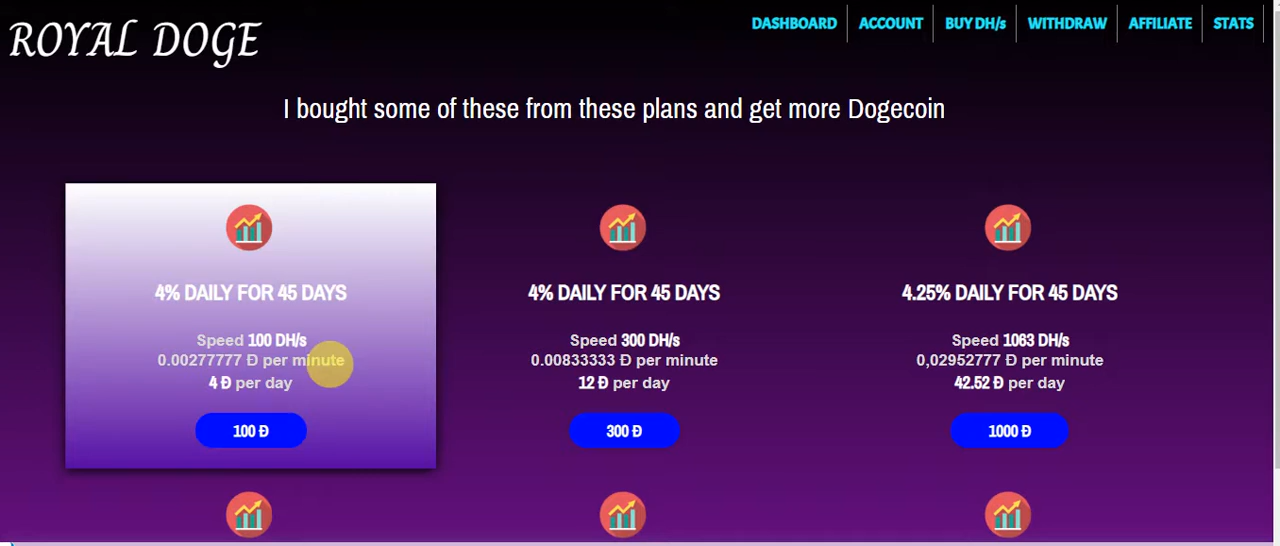 ROYAL DOGE
DASHBOARD ACCOUNT BUY DH/s WITHDRAW AFFILIATE STATS
I bought some of these from these plans and get more Dogecoin
4% DAILY FOR 45 DAYS
Speed 100 DH/s
0.00277777 Đ per minute
4 Đ per day
100 Đ
4% DAILY FOR 45 DAYS
Speed 300 DH/s
0.00833333 Đ per minute
12 Đ per day
300 Đ
4.25% DAILY FOR 45 DAYS
Speed 1063 DH/s
0,02952777 Đ per minute
42.52 Đ per day
1000 Đ